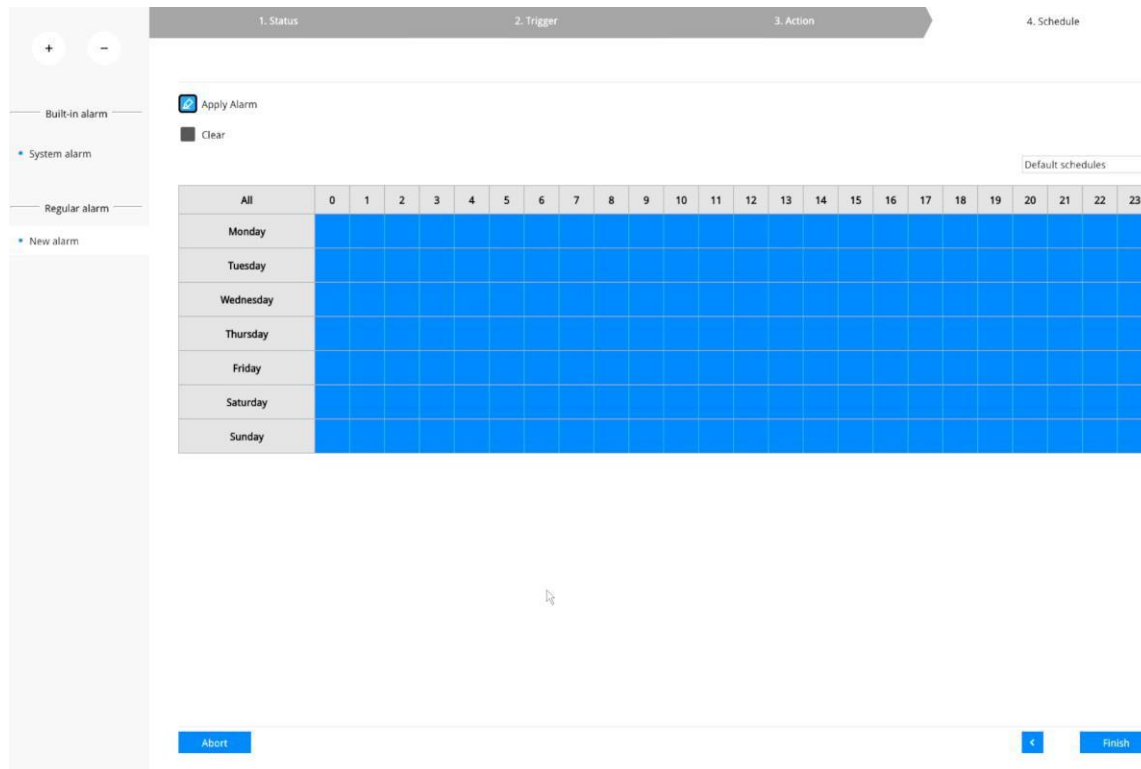 1. Status
2. Trigger
3. Action
4. Schedule
+ −
Built-in alarm
System alarm
Regular alarm
New alarm
Apply Alarm
Clear
Default schedules
All 0 1 2 3 4 5 6 7 8 9 10 11 12 13 14 15 16 17 18 19 20 21 22 23
Monday
Tuesday
Wednesday
Thursday
Friday
Saturday
Sunday
Abort
<
Finish